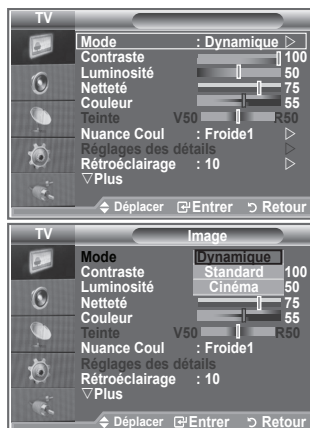 TV
Mode : Dynamique
Contraste 100
Luminosité 50
Netteté 75
Couleur 55
Teinte V50 R50
Nuance Coul : Froide1
Réglages des détails
Rétroéclairage : 10
Plus
Déplacer Entrer Retour
TV Image
Mode Dynamique
Contraste Standard 100
Luminosité Cinéma 50
Netteté 75
Couleur 55
Teinte V50 R50
Nuance Coul : Froide1
Réglages des détails
Rétroéclairage : 10
Plus
Déplacer Entrer Retour